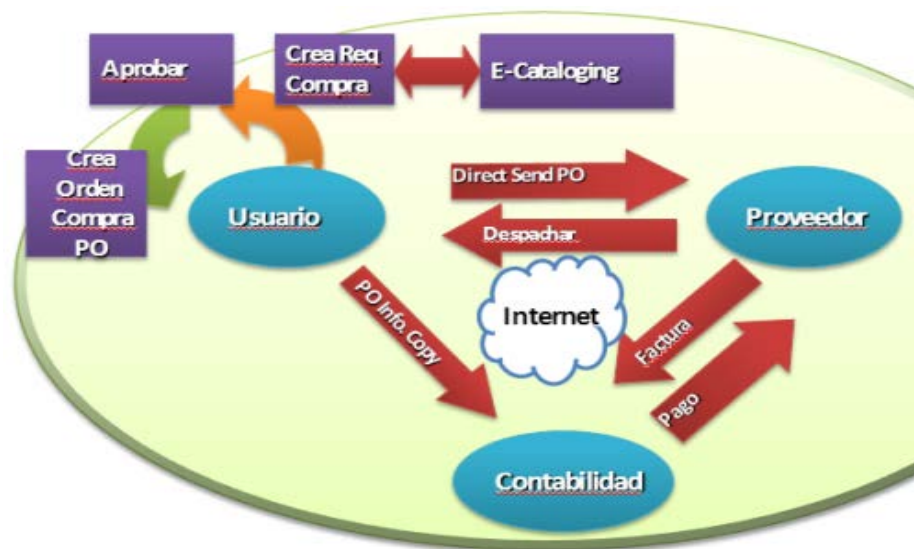 Aprobar
Crea Req
Compra
E-Cataloging
Crea
Orden
Compra
PO
Usuario
Direct Send PO
Proveedor
Despachar
Internet
PO Info. Copy
Factura
Pago
Contabilidad